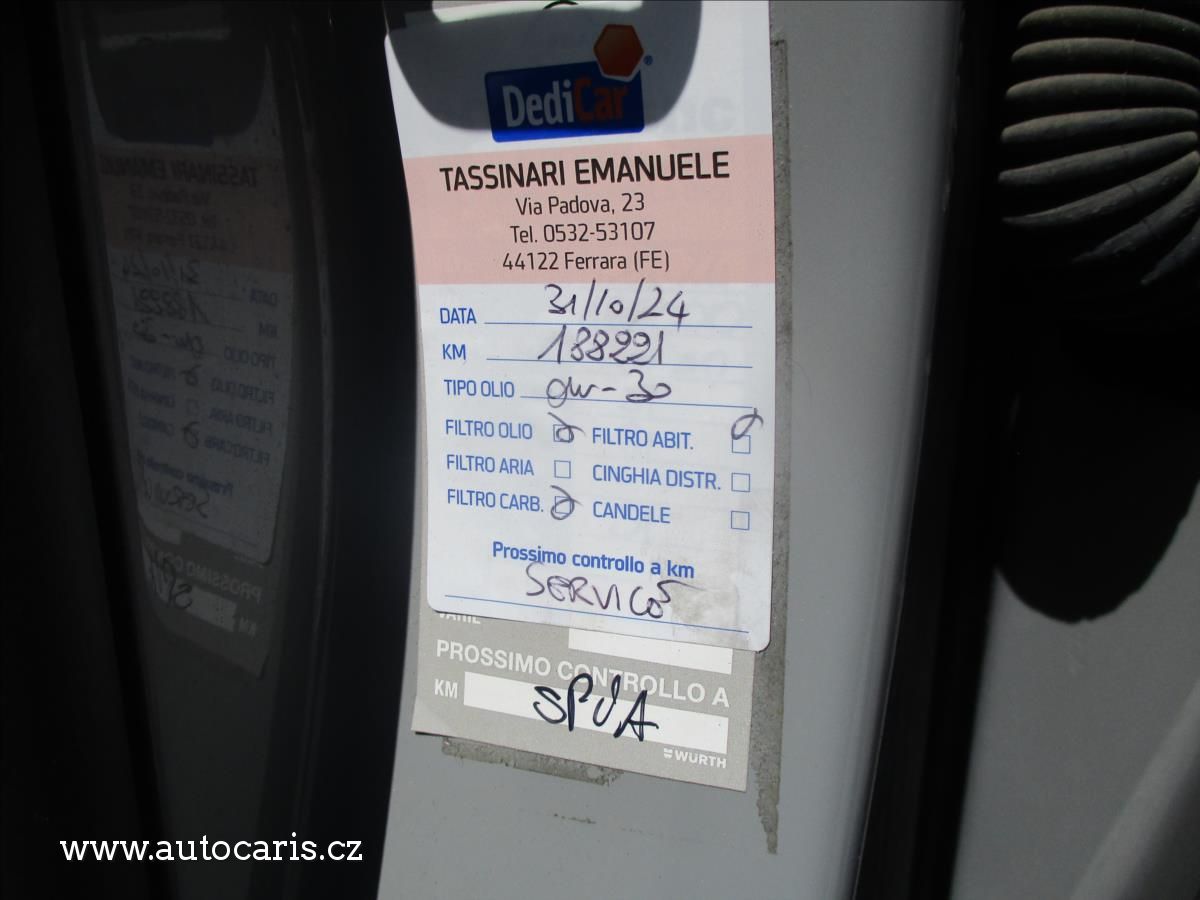 DediCar
TASSINARI EMANUELE
Via Padova, 23
Tel. 0532-53107
44122 Ferrara (FE)
DATA 31/10/24
KM 188221
TIPO OLIO 0W-30
FILTRO OLIO FILTRO ABIT.
FILTRO ARIA CINGHIA DISTR.
FILTRO CARB. CANDELE
Prossimo controllo a km
SERVICE
VARIE
PROSSIMO CONTROLLO A
KM SPIA
WÜRTH
www.autocaris.cz